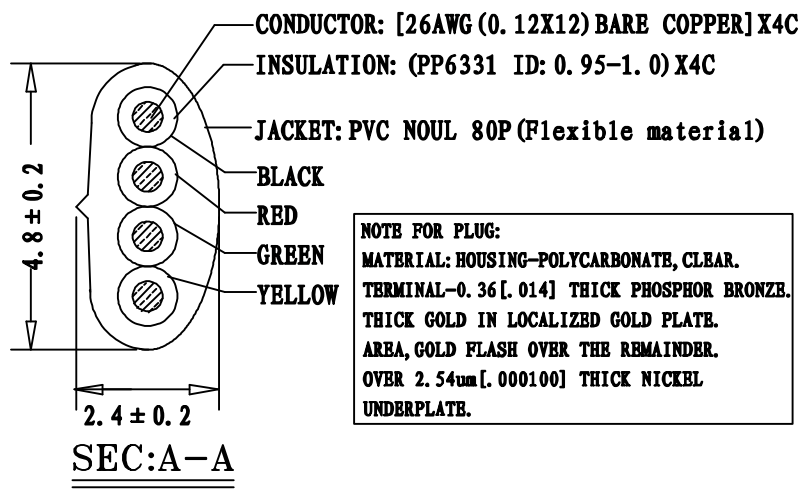 CONDUCTOR: [26AWG(0.12X12)BARE COPPER]X4C
INSULATION: (PP6331 ID:0.95-1.0)X4C
JACKET:PVC NOUL 80P(Flexible material)
BLACK
RED
GREEN
YELLOW
4.8±0.2
2.4±0.2
SEC:A-A
NOTE FOR PLUG:
MATERIAL:HOUSING-POLYCARBONATE,CLEAR.
TERMINAL-0.36[.014] THICK PHOSPHOR BRONZE.
THICK GOLD IN LOCALIZED GOLD PLATE.
AREA,GOLD FLASH OVER THE REMAINDER.
OVER 2.54um[.000100] THICK NICKEL
UNDERPLATE.